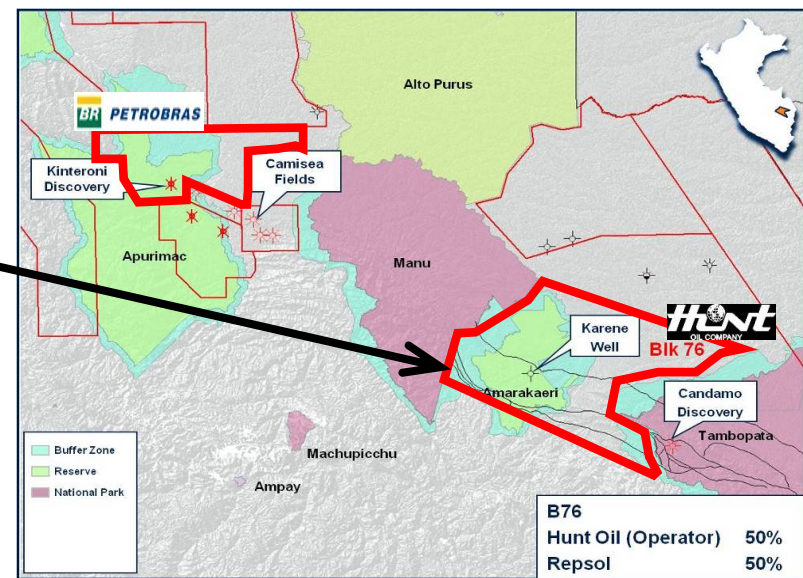 Alto Purus
BR PETROBRAS
Kinteroni
Discovery
Camisea
Fields
Apurimac
Manu
HUNT
OIL COMPANY
Blk 76
Karene
Well
Amarakaeri
Candamo
Discovery
Tambopata
Machupicchu
Ampay
Buffer Zone
Reserve
National Park
B76
Hunt Oil (Operator) 50%
Repsol 50%